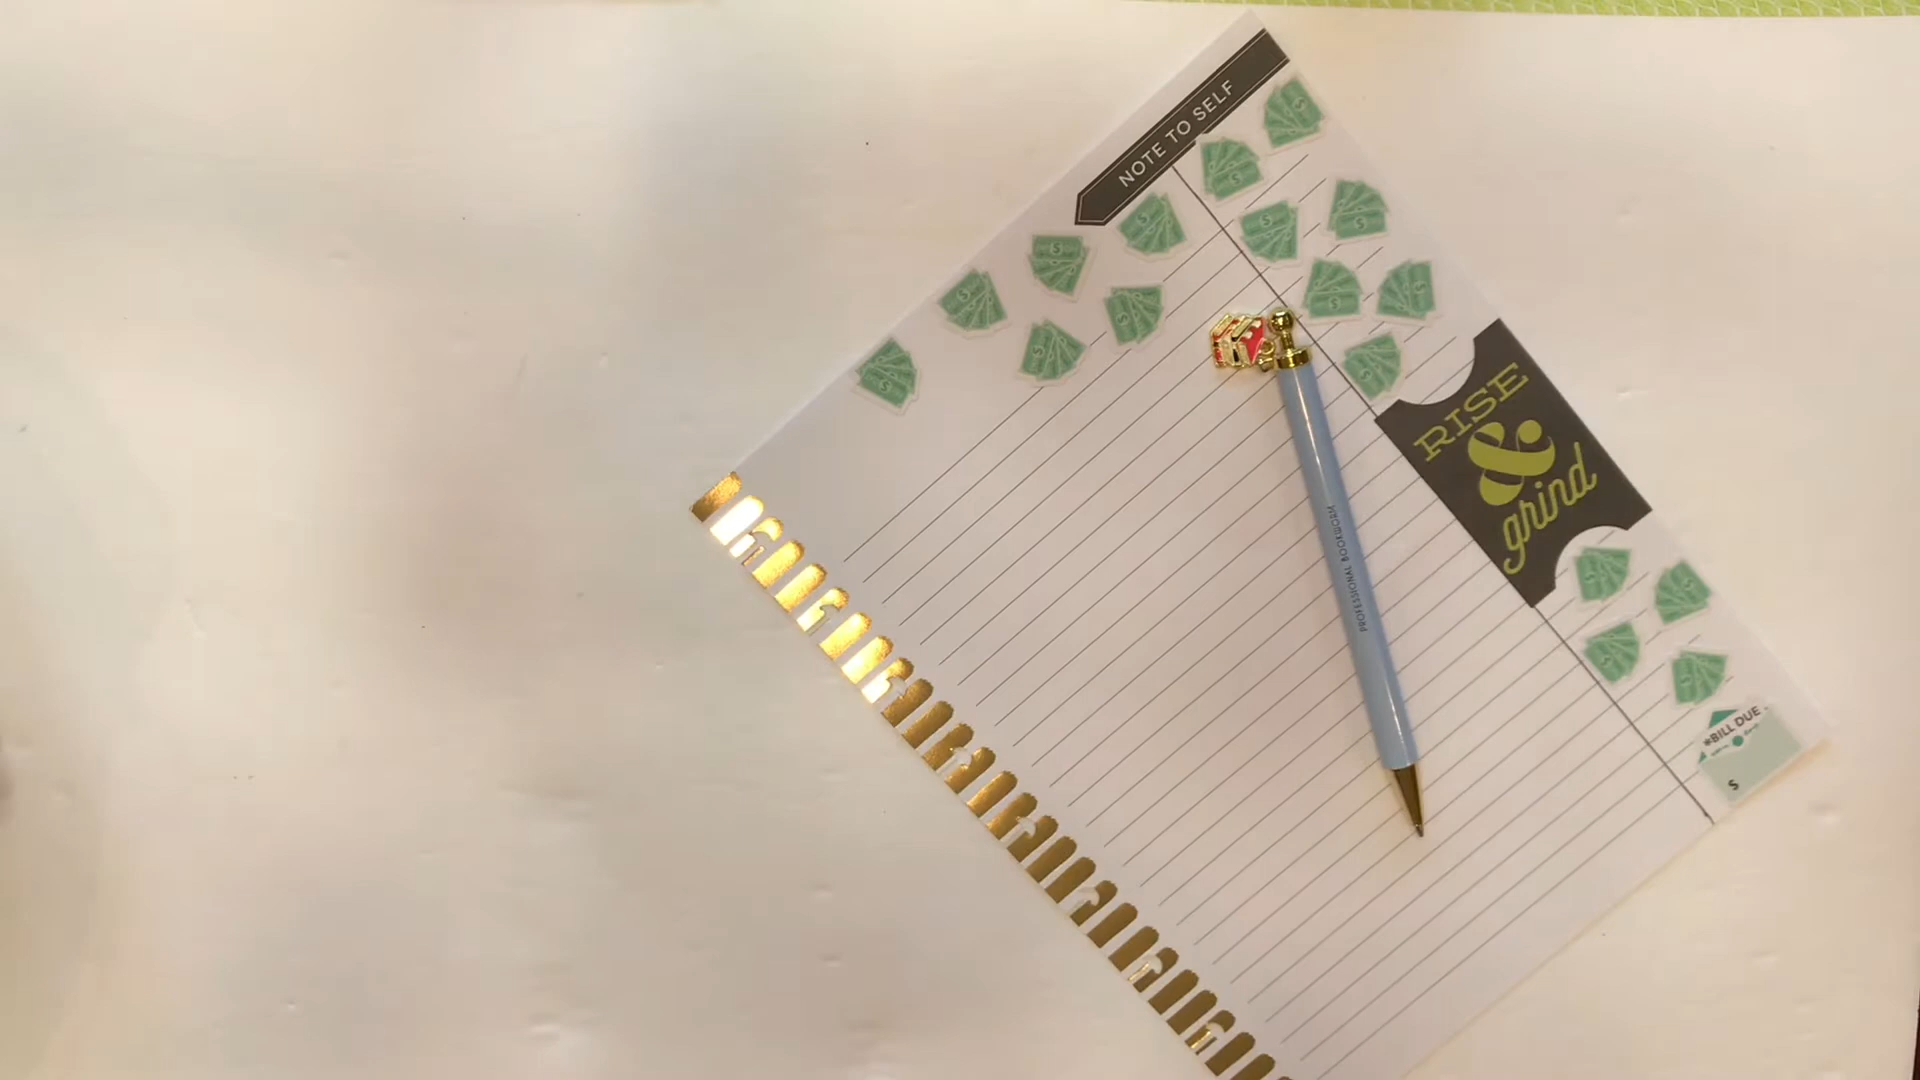 NOTE TO SELF
RISE
&
grind
PROFESSIONAL BOOKWORM
*BILL DUE
$